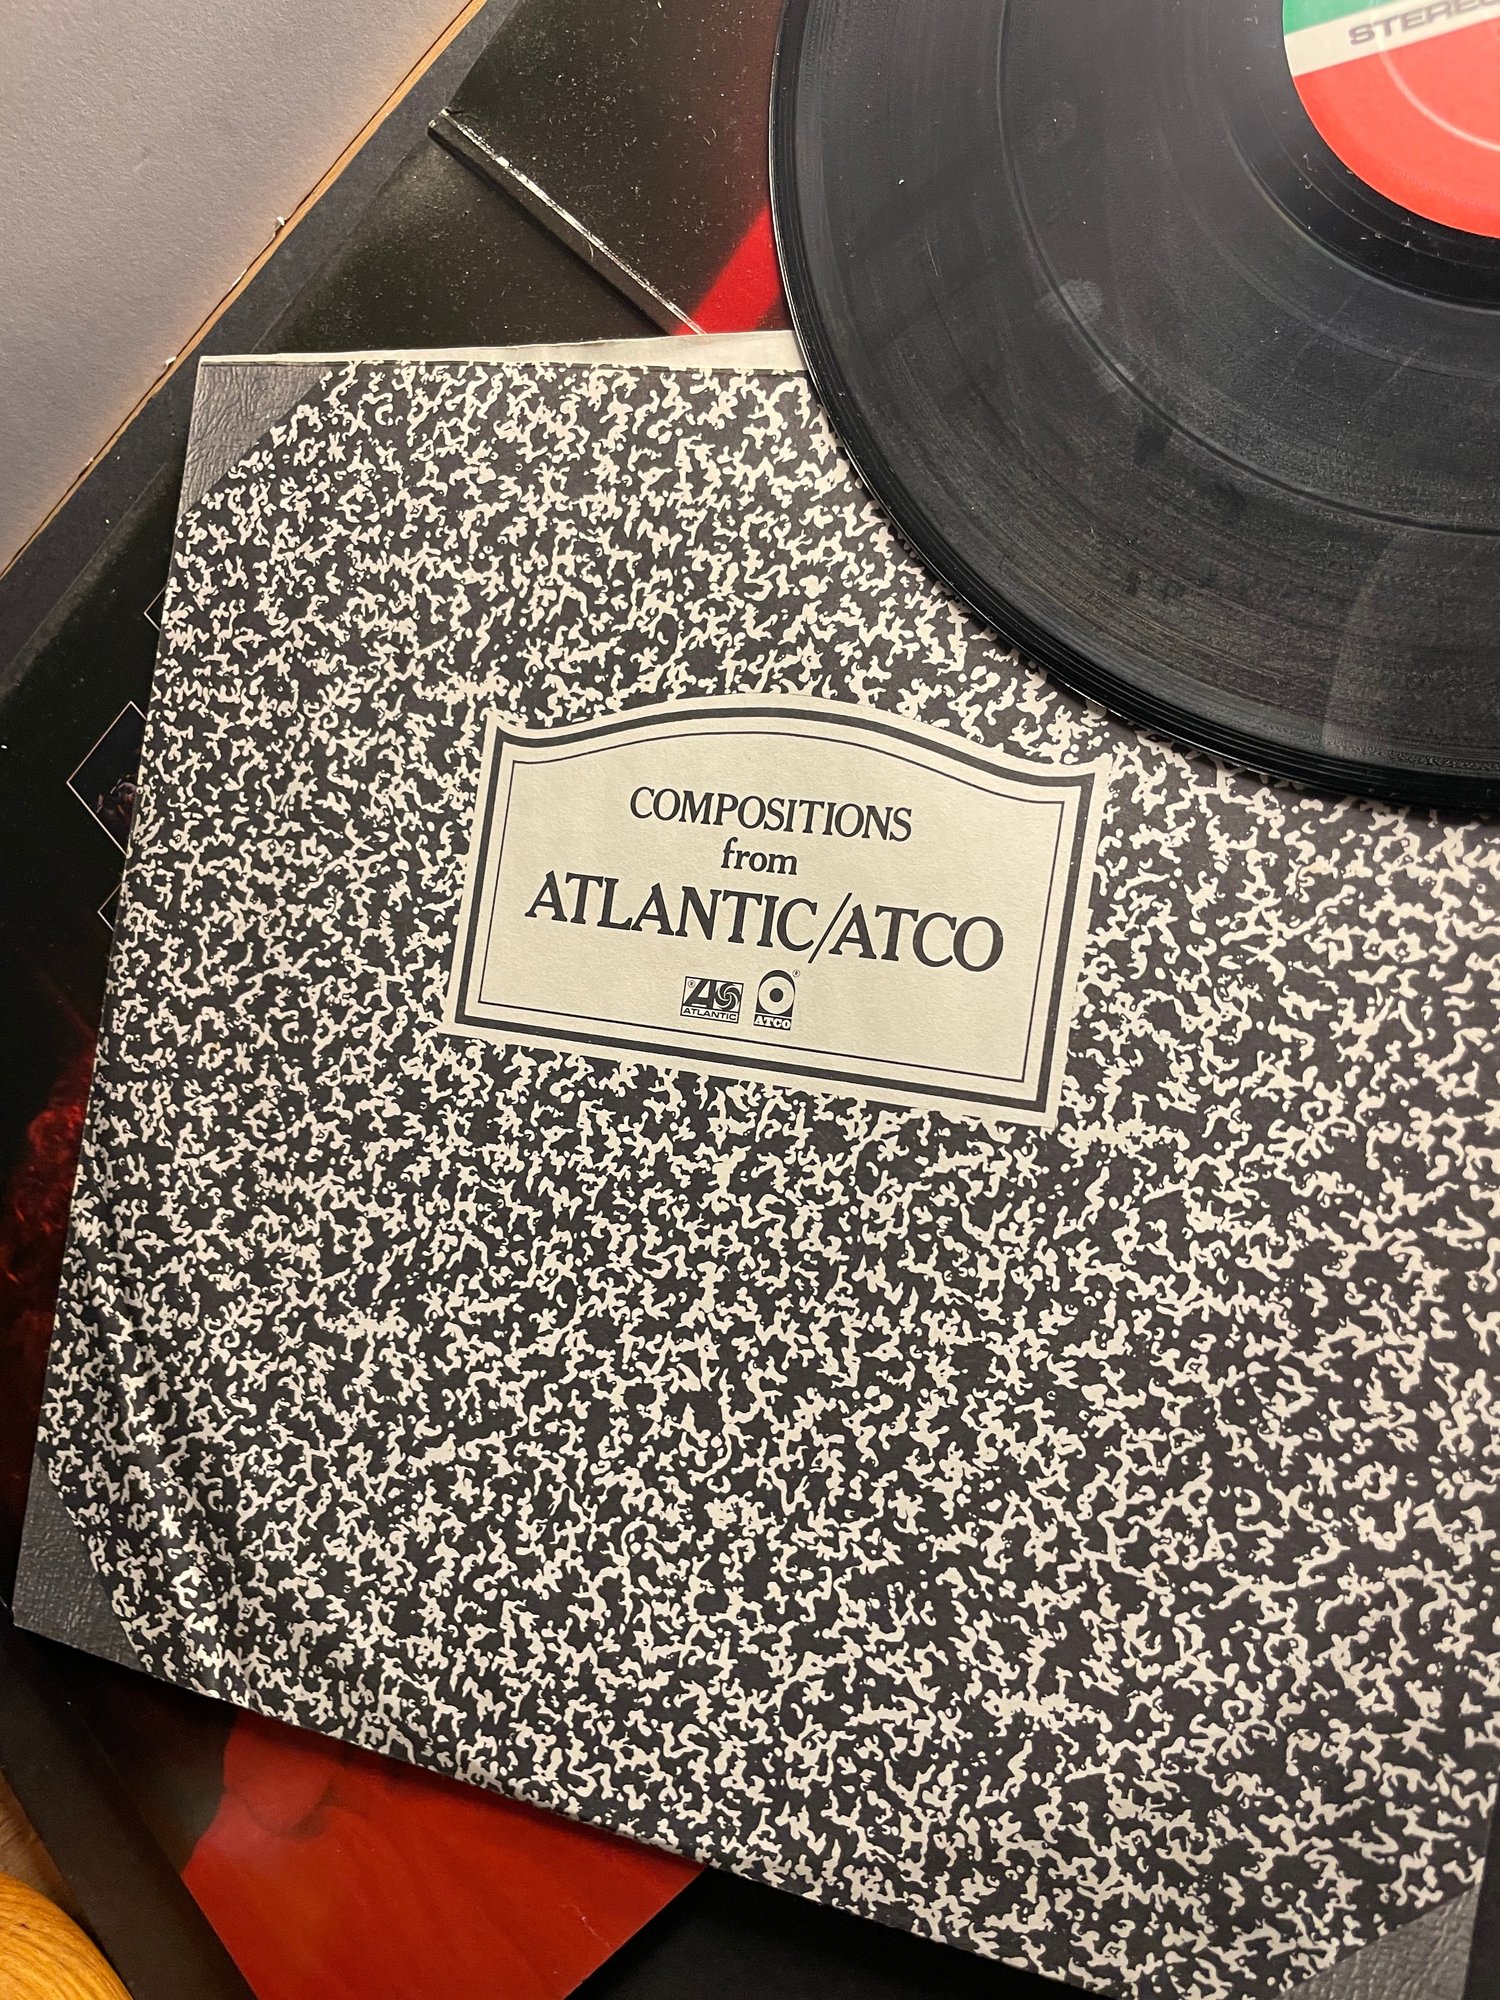 STEREO
COMPOSITIONS
from
ATLANTIC/ATCO
®
ATLANTIC
®
ATCO